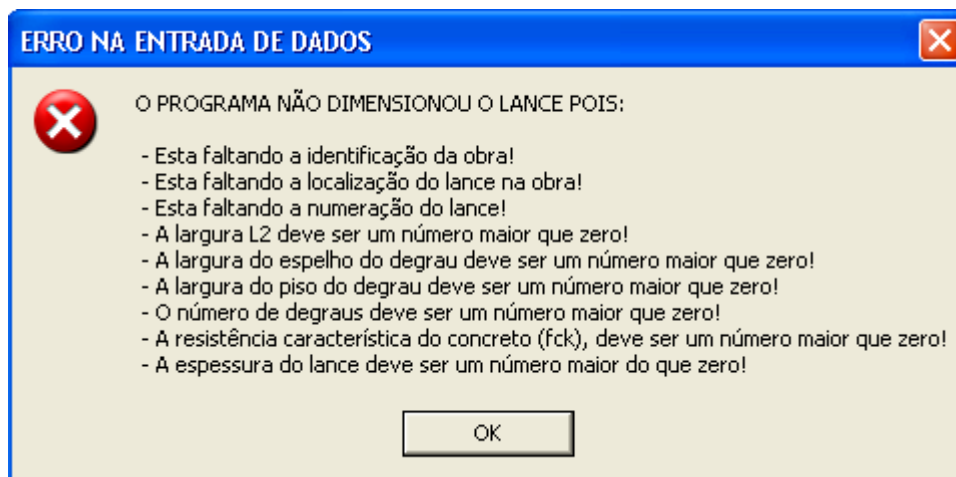 ERRO NA ENTRADA DE DADOS
O PROGRAMA NÃO DIMENSIONOU O LANCE POIS:
- Esta faltando a identificação da obra!
- Esta faltando a localização do lance na obra!
- Esta faltando a numeração do lance!
- A largura L2 deve ser um número maior que zero!
- A largura do espelho do degrau deve ser um número maior que zero!
- A largura do piso do degrau deve ser um número maior que zero!
- O número de degraus deve ser um número maior que zero!
- A resistência característica do concreto (fck), deve ser um número maior que zero!
- A espessura do lance deve ser um número maior do que zero!
OK